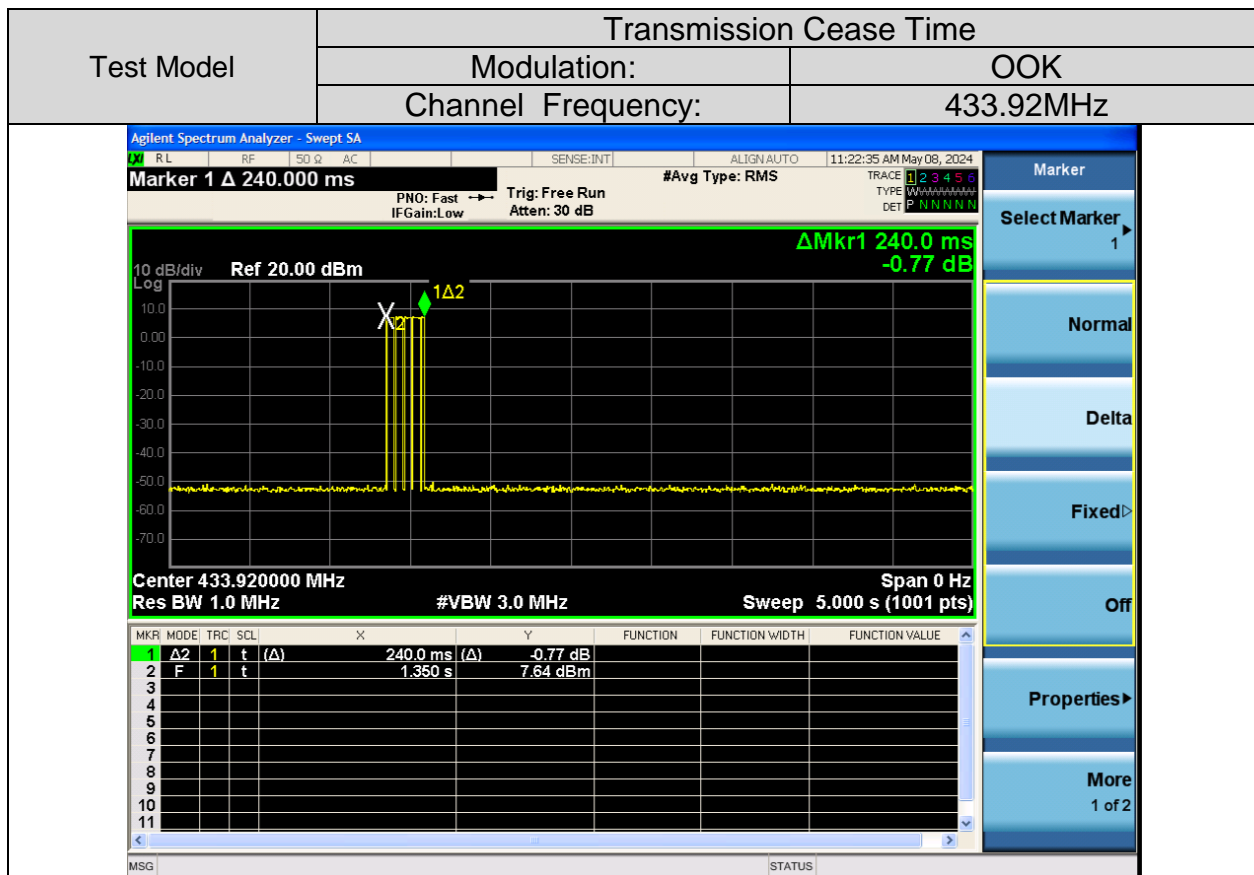 Test Model
Transmission Cease Time
Modulation: OOK
Channel Frequency: 433.92MHz
Agilent Spectrum Analyzer - Swept SA
LXI RL RF 50 Ω AC SENSE:INT ALIGN AUTO 11:22:35 AM May 08, 2024
Marker 1 Δ 240.000 ms
#Avg Type: RMS
TRACE 1 2 3 4 5 6
PNO: Fast Trig: Free Run
TYPE
IFGain:Low Atten: 30 dB
DET P N N N N N
ΔMkr1 240.0 ms
-0.77 dB
10 dB/div Ref 20.00 dBm
Log
1Δ2
10.0
X2
0.00
-10.0
-20.0
-30.0
-40.0
-50.0
-60.0
-70.0
Center 433.920000 MHz Span 0 Hz
Res BW 1.0 MHz #VBW 3.0 MHz Sweep 5.000 s (1001 pts)
MKR MODE TRC SCL X Y FUNCTION FUNCTION WIDTH FUNCTION VALUE
1 Δ2 1 t (Δ) 240.0 ms (Δ) -0.77 dB
2 F 1 t 1.350 s 7.64 dBm
3
4
5
6
7
8
9
10
11
MSG STATUS
Marker
Select Marker
1
Normal
Delta
Fixed
Off
Properties
More
1 of 2